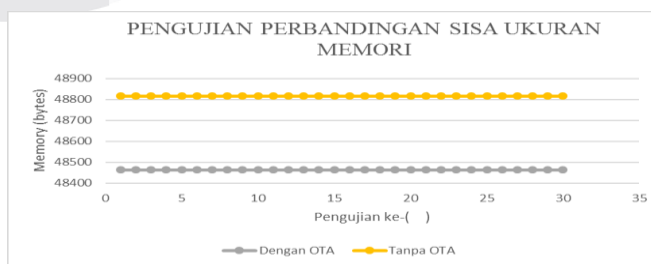 PENGUJIAN PERBANDINGAN SISA UKURAN
MEMORI
Memory (bytes)
48900
48800
48700
48600
48500
48400
0 5 10 15 20 25 30 35
Pengujian ke-( )
Dengan OTA Tanpa OTA